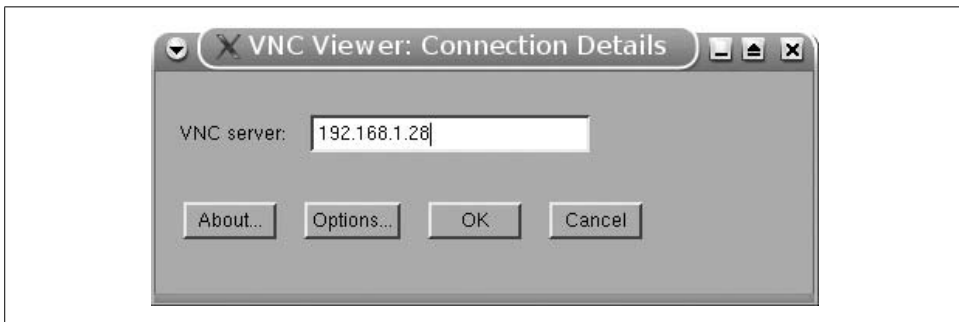 VNC Viewer: Connection Details
VNC server: 192.168.1.28
About... Options... OK Cancel